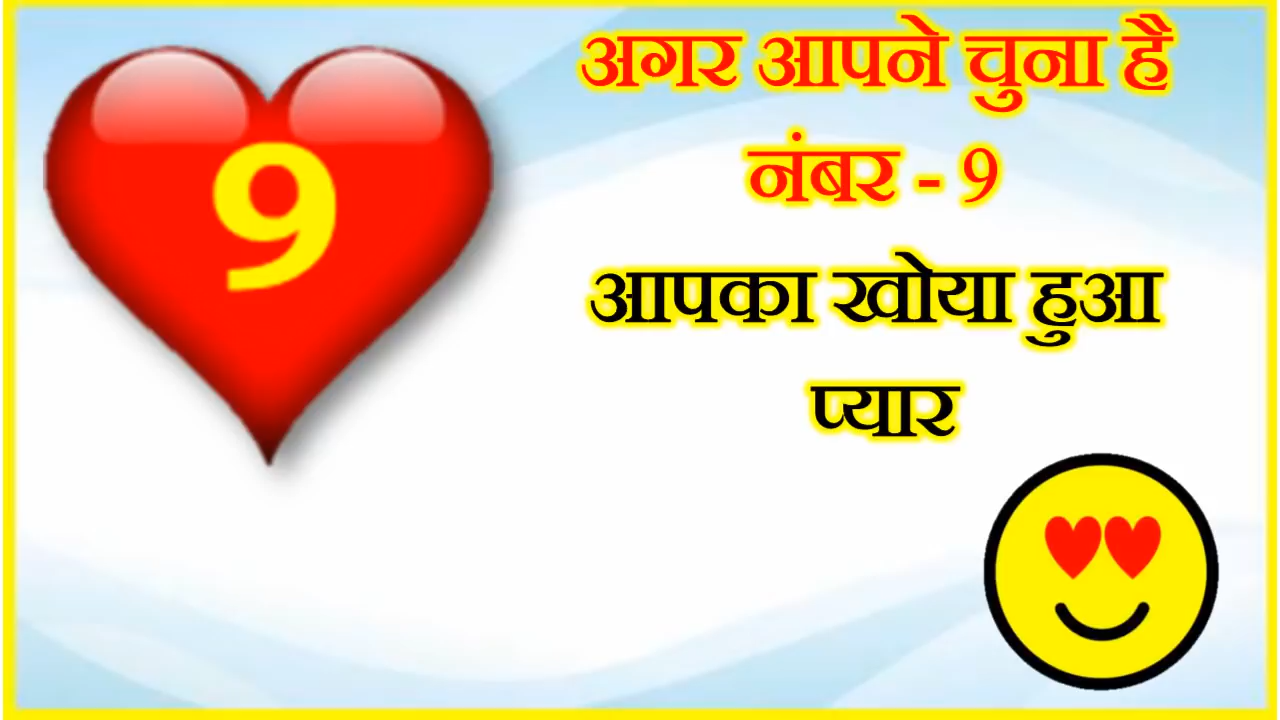 9
अगर आपने चुना है
नंबर - 9
आपका खोया हुआ
प्यार